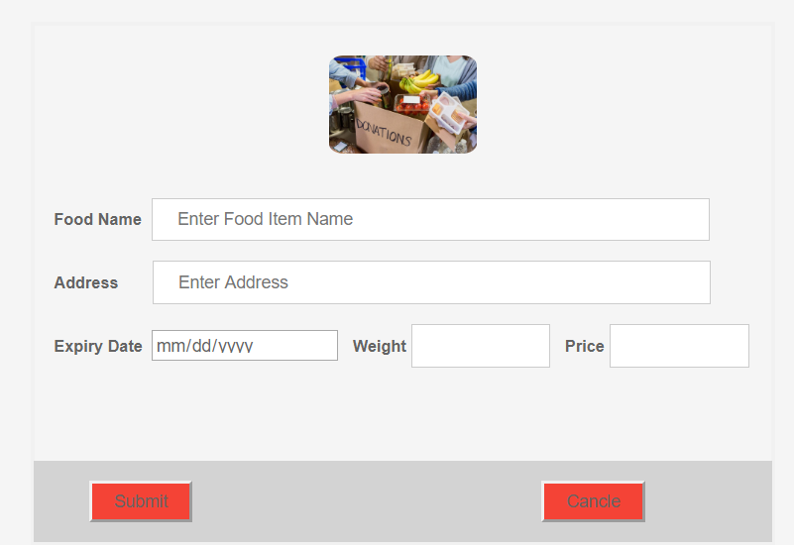 DONATIONS
Food Name Enter Food Item Name
Address Enter Address
Expiry Date mm/dd/yyyy Weight Price
Submit Cancle